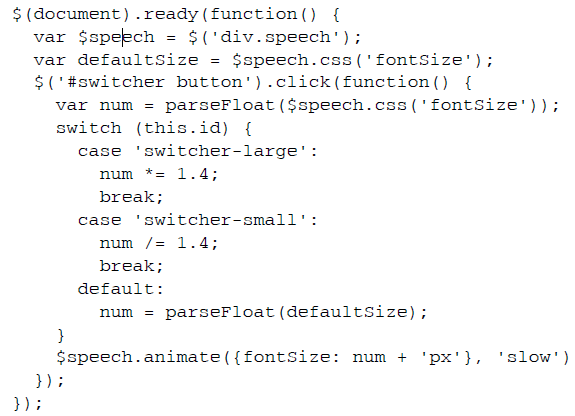 $(document).ready(function() {
  var $speech = $('div.speech');
  var defaultSize = $speech.css('fontSize');
  $('#switcher button').click(function() {
    var num = parseFloat($speech.css('fontSize'));
    switch (this.id) {
      case 'switcher-large':
        num *= 1.4;
        break;
      case 'switcher-small':
        num /= 1.4;
        break;
      default:
        num = parseFloat(defaultSize);
    }
    $speech.animate({fontSize: num + 'px'}, 'slow')
  });
});